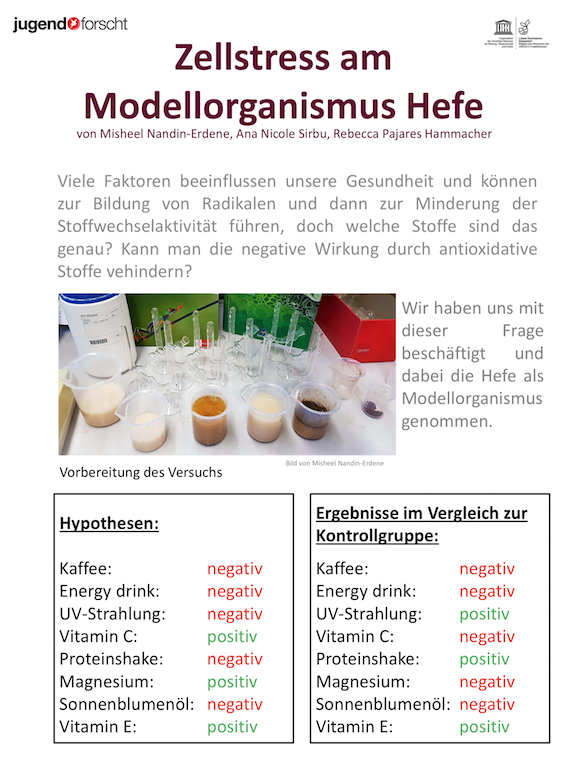 jugend forscht
Zellstress am
Modellorganismus Hefe
von Misheel Nandin-Erdene, Ana Nicole Sirbu, Rebecca Pajares Hammacher
Viele Faktoren beeinflussen unsere Gesundheit und können
zur Bildung von Radikalen und dann zur Minderung der
Stoffwechselaktivität führen, doch welche Stoffe sind das
genau? Kann man die negative Wirkung durch antioxidative
Stoffe vehindern?
Wir haben uns mit
dieser Frage
beschäftigt und
dabei die Hefe als
Modellorganismus
genommen.
Bild von Misheel Nandin-Erdene
Vorbereitung des Versuchs
Hypothesen:
Kaffee: negativ
Energy drink: negativ
UV-Strahlung: negativ
Vitamin C: positiv
Proteinshake: negativ
Magnesium: positiv
Sonnenblumenöl: negativ
Vitamin E: positiv
Ergebnisse im Vergleich zur
Kontrollgruppe:
Kaffee: negativ
Energy drink: negativ
UV-Strahlung: positiv
Vitamin C: negativ
Proteinshake: positiv
Magnesium: negativ
Sonnenblumenöl: negativ
Vitamin E: positiv